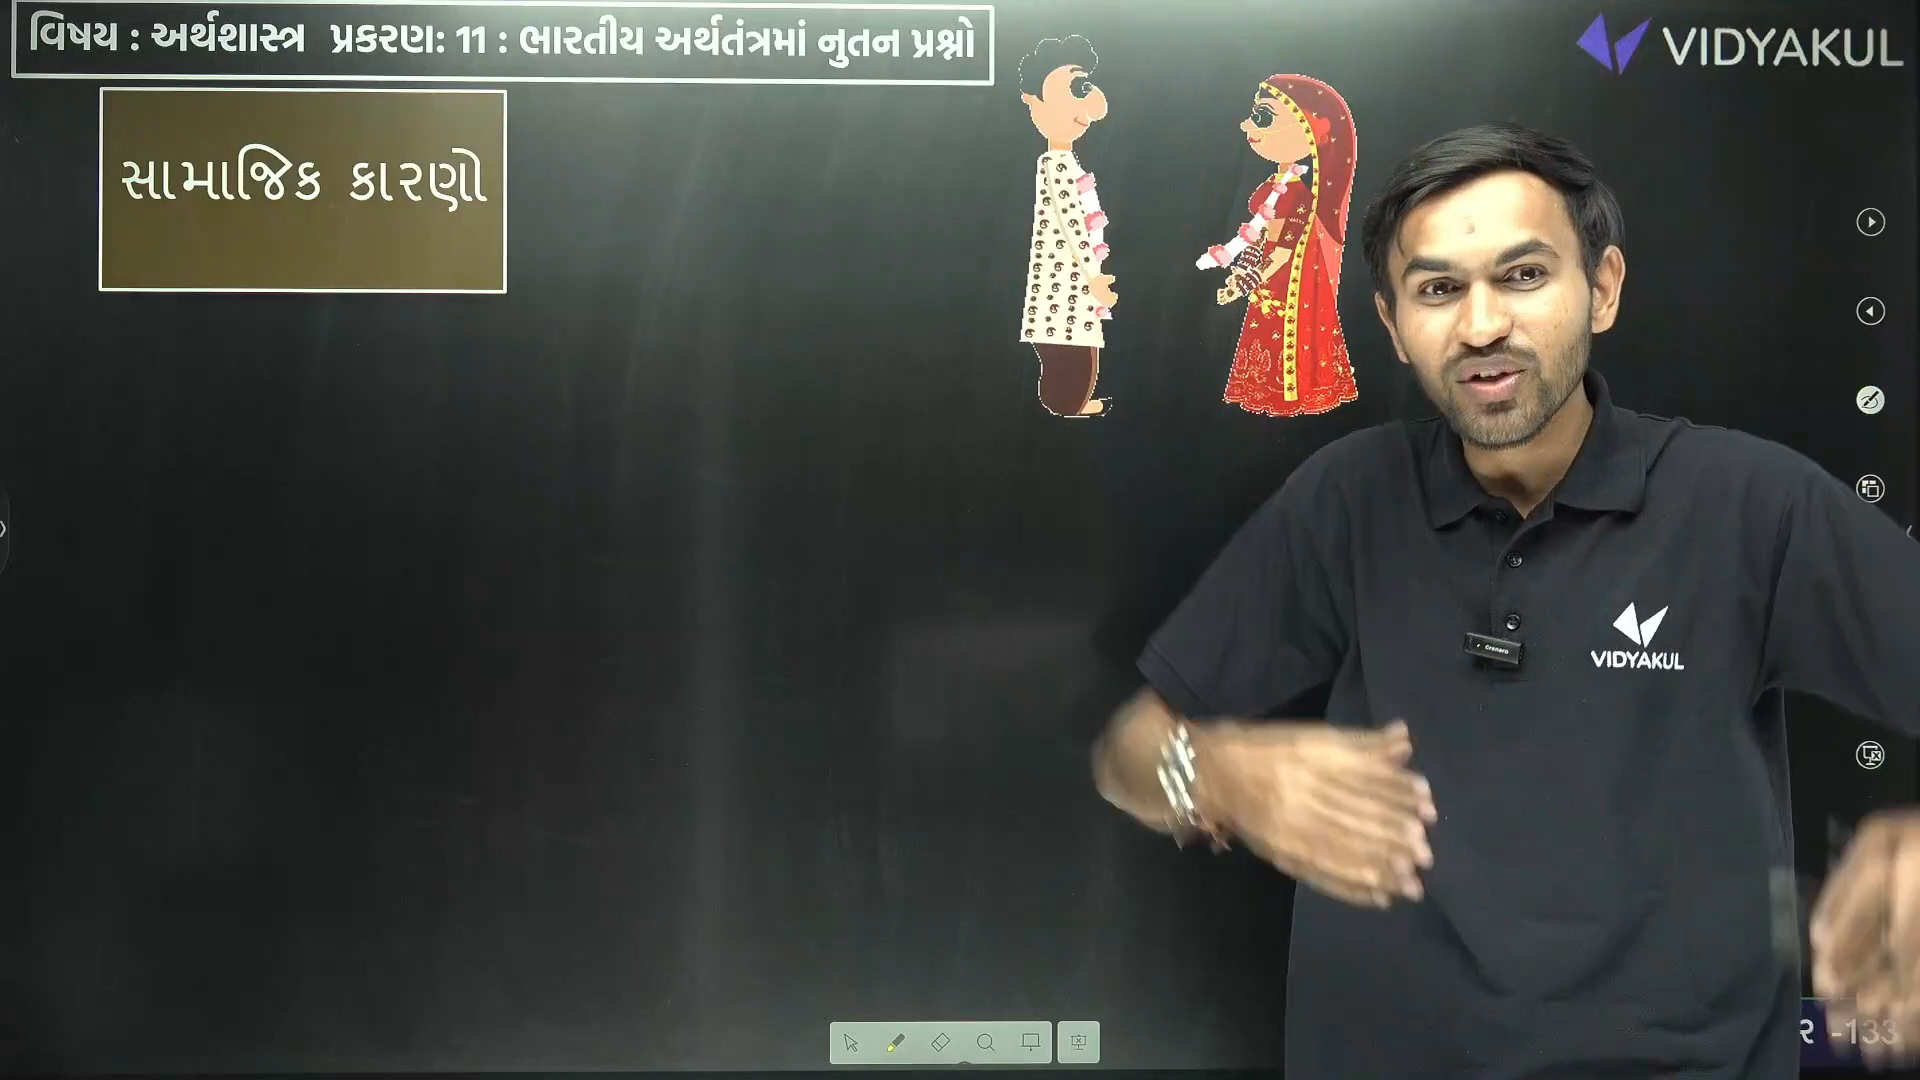 વિષય : અર્થશાસ્ત્ર પ્રકરણ: 11 : ભારતીય અર્થતંત્રમાં નુતન પ્રશ્નો
VIDYAKUL
સામાજિક કારણો
VIDYAKUL
ર -133